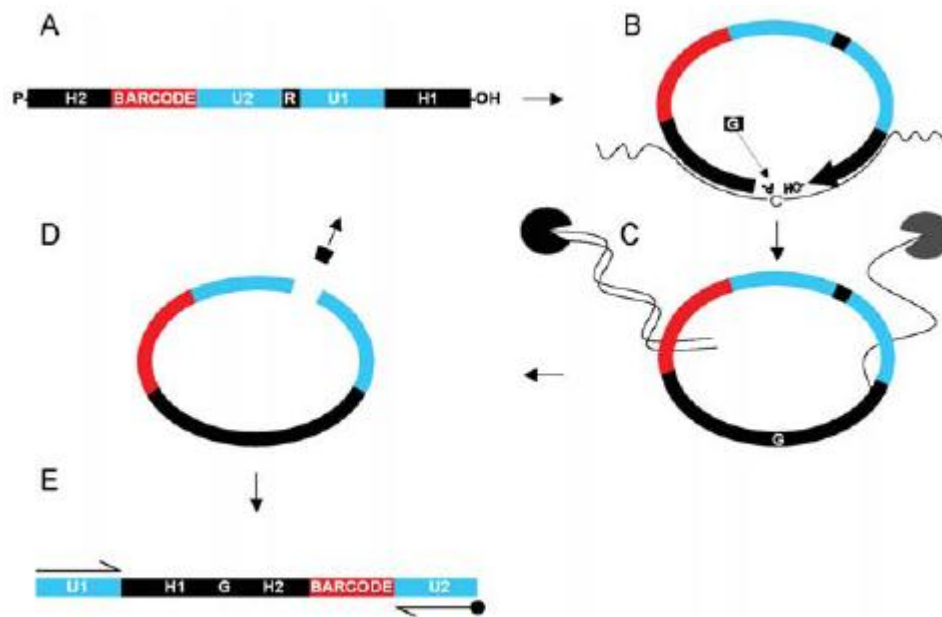 A
P- H2 BARCODE U2 R U1 H1 -OH
B
G
P OH
C
D
C
G
E
U1 H1 G H2 BARCODE U2